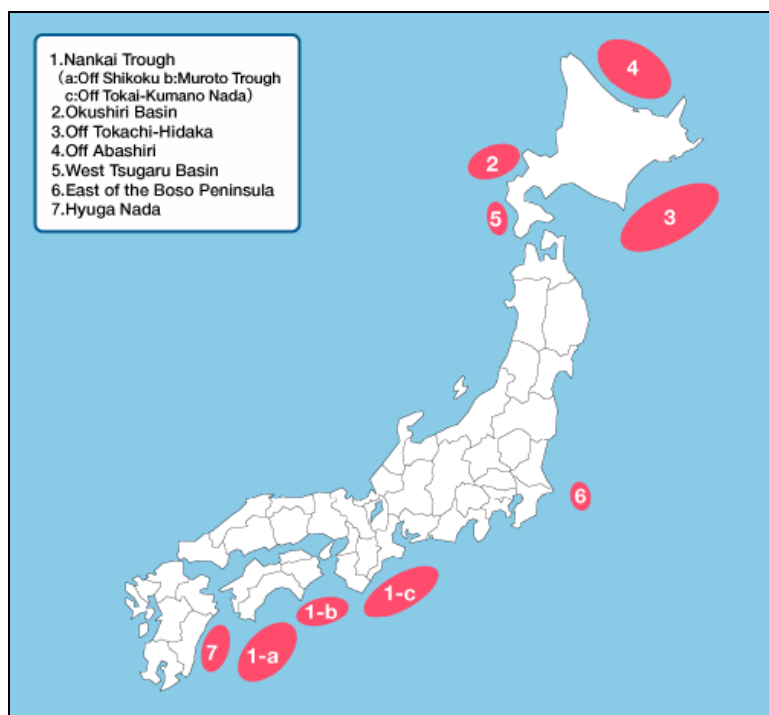 1.Nankai Trough
(a:Off Shikoku b:Muroto Trough
c:Off Tokai-Kumano Nada)
2.Okushiri Basin
3.Off Tokachi-Hidaka
4.Off Abashiri
5.West Tsugaru Basin
6.East of the Boso Peninsula
7.Hyuga Nada
4
2
5
3
6
1-c
1-b
7
1-a